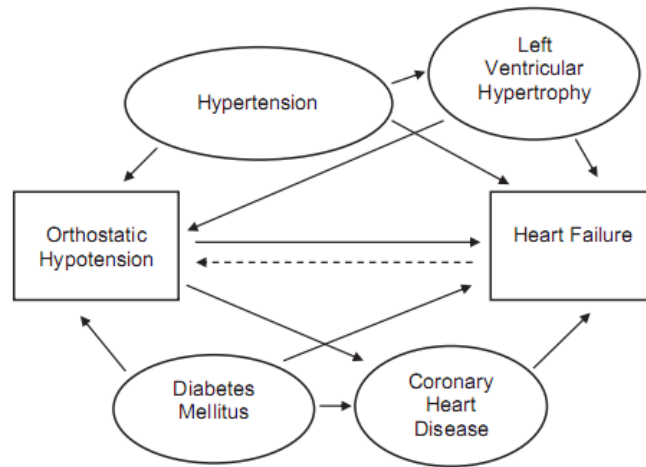 Left
Ventricular
Hypertrophy
Hypertension
Orthostatic
Hypotension
Heart Failure
Diabetes
Mellitus
Coronary
Heart
Disease